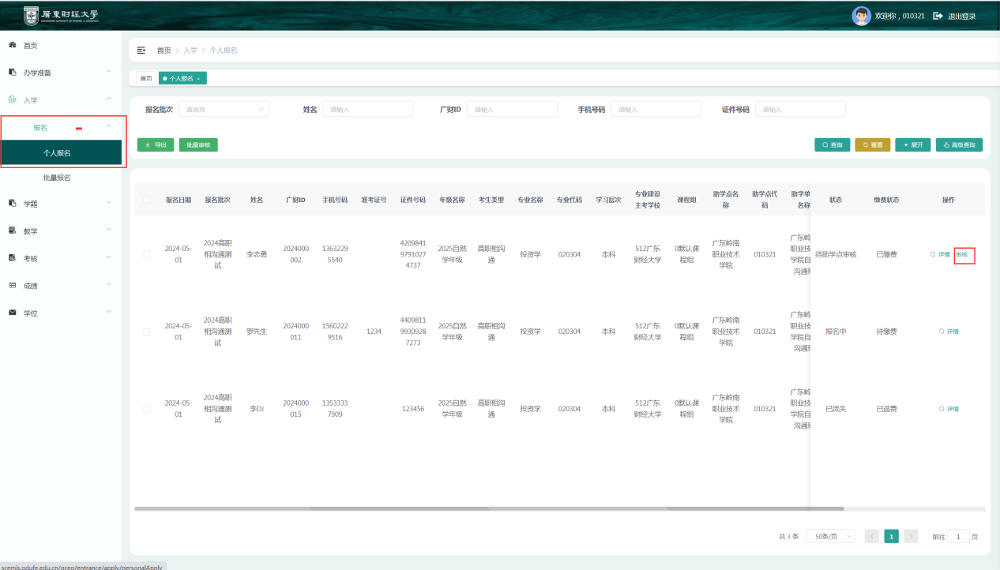 廣東財經大學
欢迎你，010321 退出登录
首页
办学准备
入学
报名
个人报名
批量报名
学籍
教学
考核
成绩
学位
首页 > 入学 > 个人报名
首页 个人报名 ×
报名批次 请选择 姓名 请输入 广财ID 请输入 手机号码 请输入 证件号码 请输入
导出 批量审核 查询 重置 展开 高级查询
报名日期 报名批次 姓名 广财ID 手机号码 准考证号 证件号码 年级名称 考生类型 专业名称 专业代码 学习层次 专业建设主考学校 课程组 助学点名称 助学点代码 助学单名称 状态 缴费状态 操作
2024-05-01 2024高职相沟通测试 李志勇 2024000002 13632295540 420984197910274737 2025自然学年级 高职相沟通 投资学 020304 本科 512广东财经大学 0默认课程组 广东岭南职业技术学院 010321 广东岭职业技学院自沟通班 待助学点审核 已缴费 详情 审核
2024-05-01 2024高职相沟通测试 罗先生 2024000011 15602229516 1234 440981199309287273 2025自然学年级 高职相沟通 投资学 020304 本科 512广东财经大学 0默认课程组 广东岭南职业技术学院 010321 广东岭职业技学院自沟通班 报名中 待缴费 详情
2024-05-01 2024高职相沟通测试 李DJ 2024000015 13533337909 123456 2025自然学年级 高职相沟通 投资学 020304 本科 512广东财经大学 0默认课程组 广东岭南职业技术学院 010321 广东岭职业技学院自沟通班 已流失 已退费 详情
共 3 条 50条/页 < 1 > 前往 1 页
scemis.gdufe.edu.cn/gceg/entrance/apply/personalApply